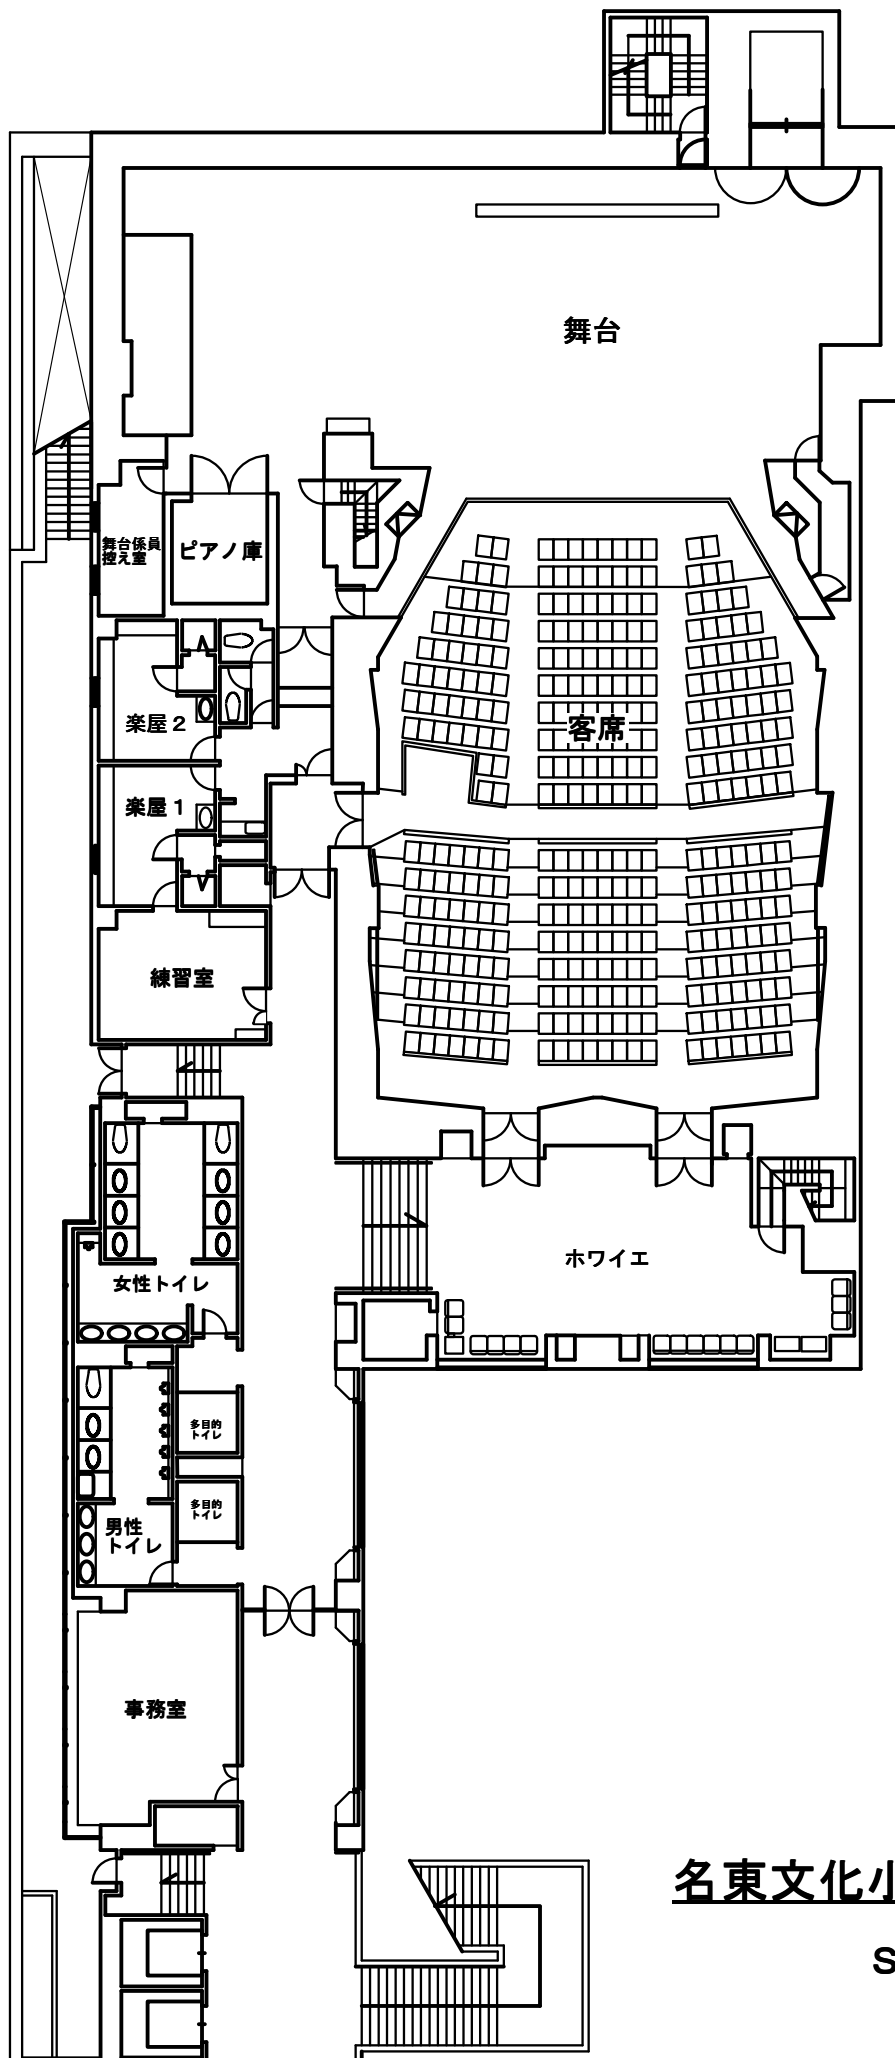 舞台
舞台係員
控え室
ピアノ庫
楽屋2
客席
楽屋1
練習室
ホワイエ
女性トイレ
多目的
トイレ
多目的
トイレ
男性
トイレ
事務室
名東文化小
S